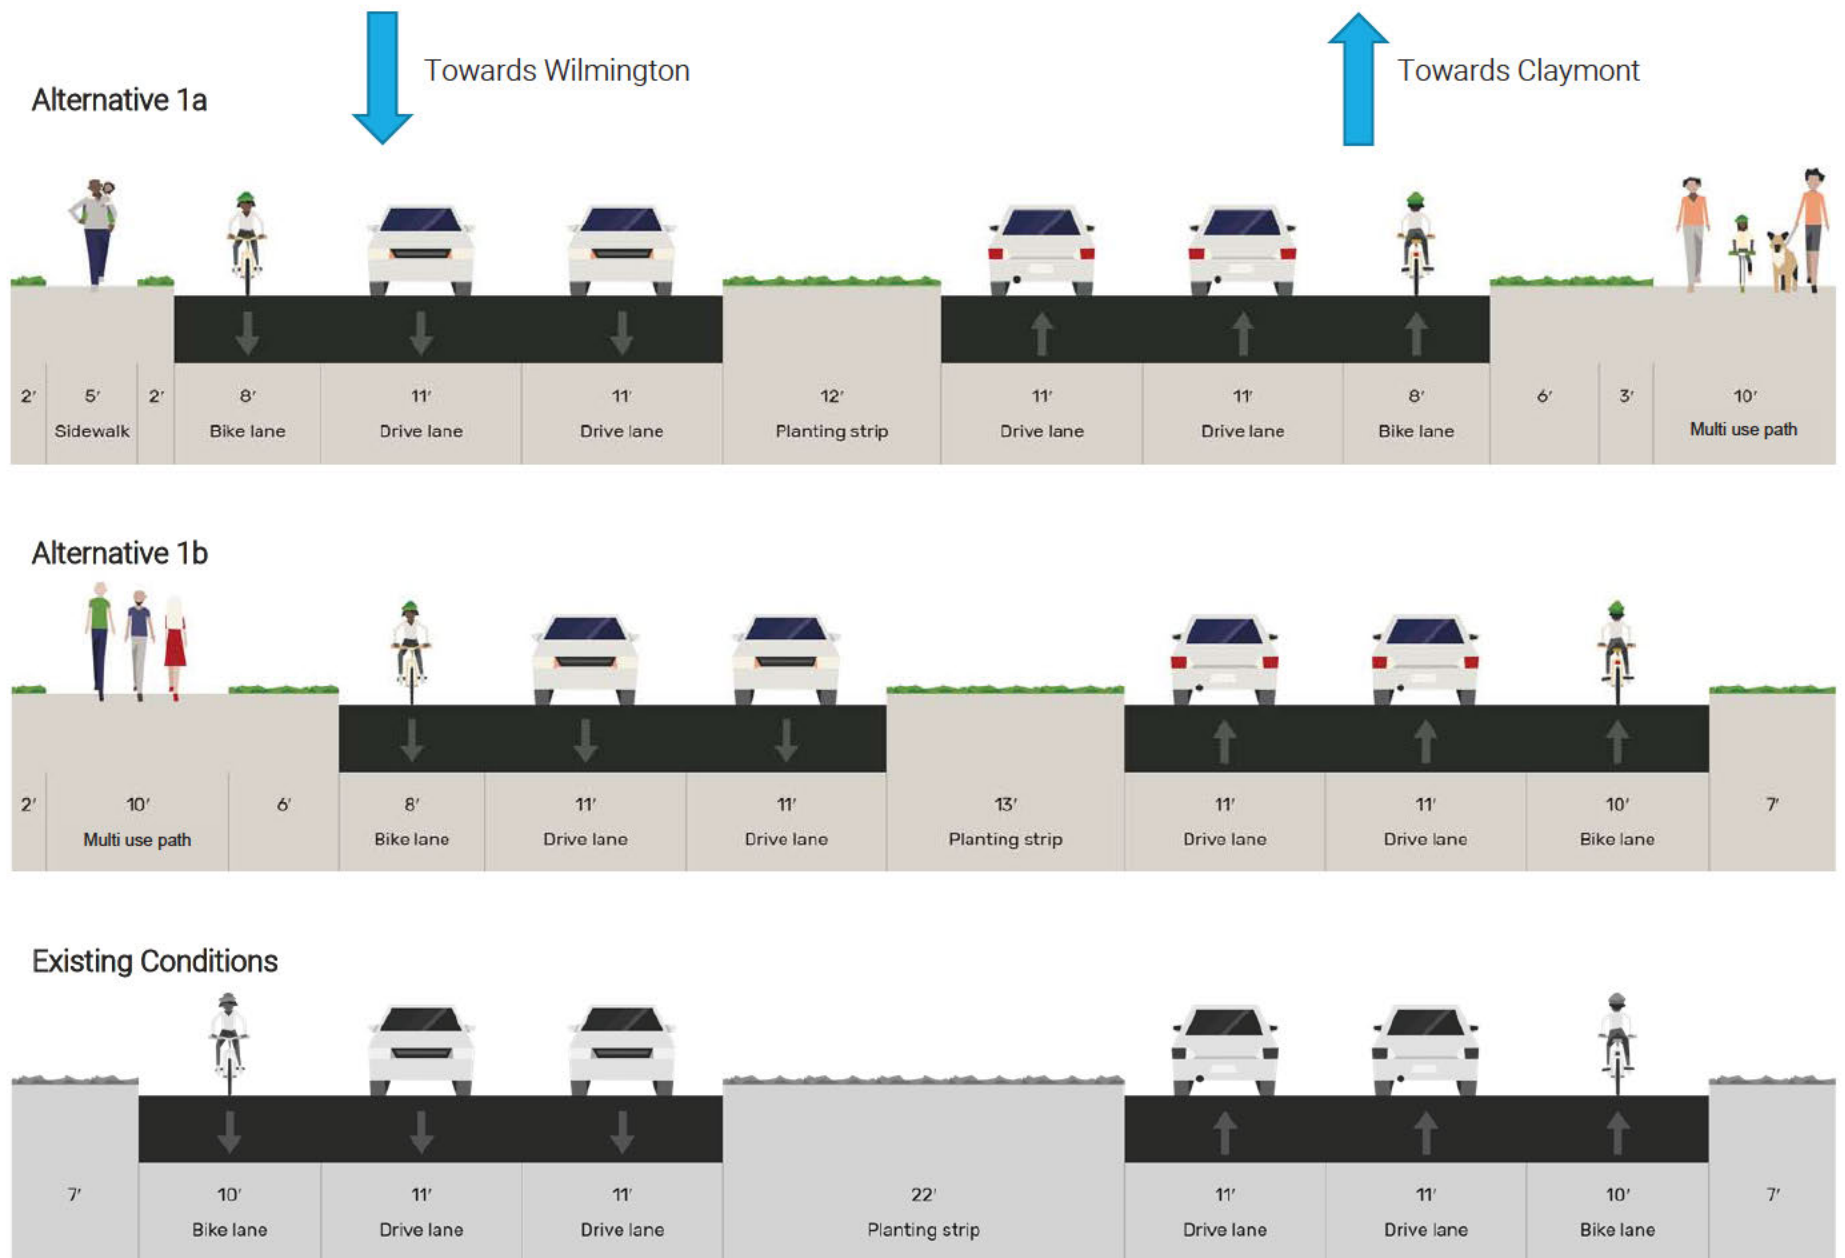 Towards Wilmington
Towards Claymont
Alternative 1a
2' 5' 2' 8' 11' 11' 12' 11' 11' 8' 6' 3' 10'
Sidewalk Bike lane Drive lane Drive lane Planting strip Drive lane Drive lane Bike lane Multi use path
Alternative 1b
2' 10' 6' 8' 11' 11' 13' 11' 11' 10' 7'
Multi use path Bike lane Drive lane Drive lane Planting strip Drive lane Drive lane Bike lane
Existing Conditions
7' 10' 11' 11' 22' 11' 11' 10' 7'
Bike lane Drive lane Drive lane Planting strip Drive lane Drive lane Bike lane